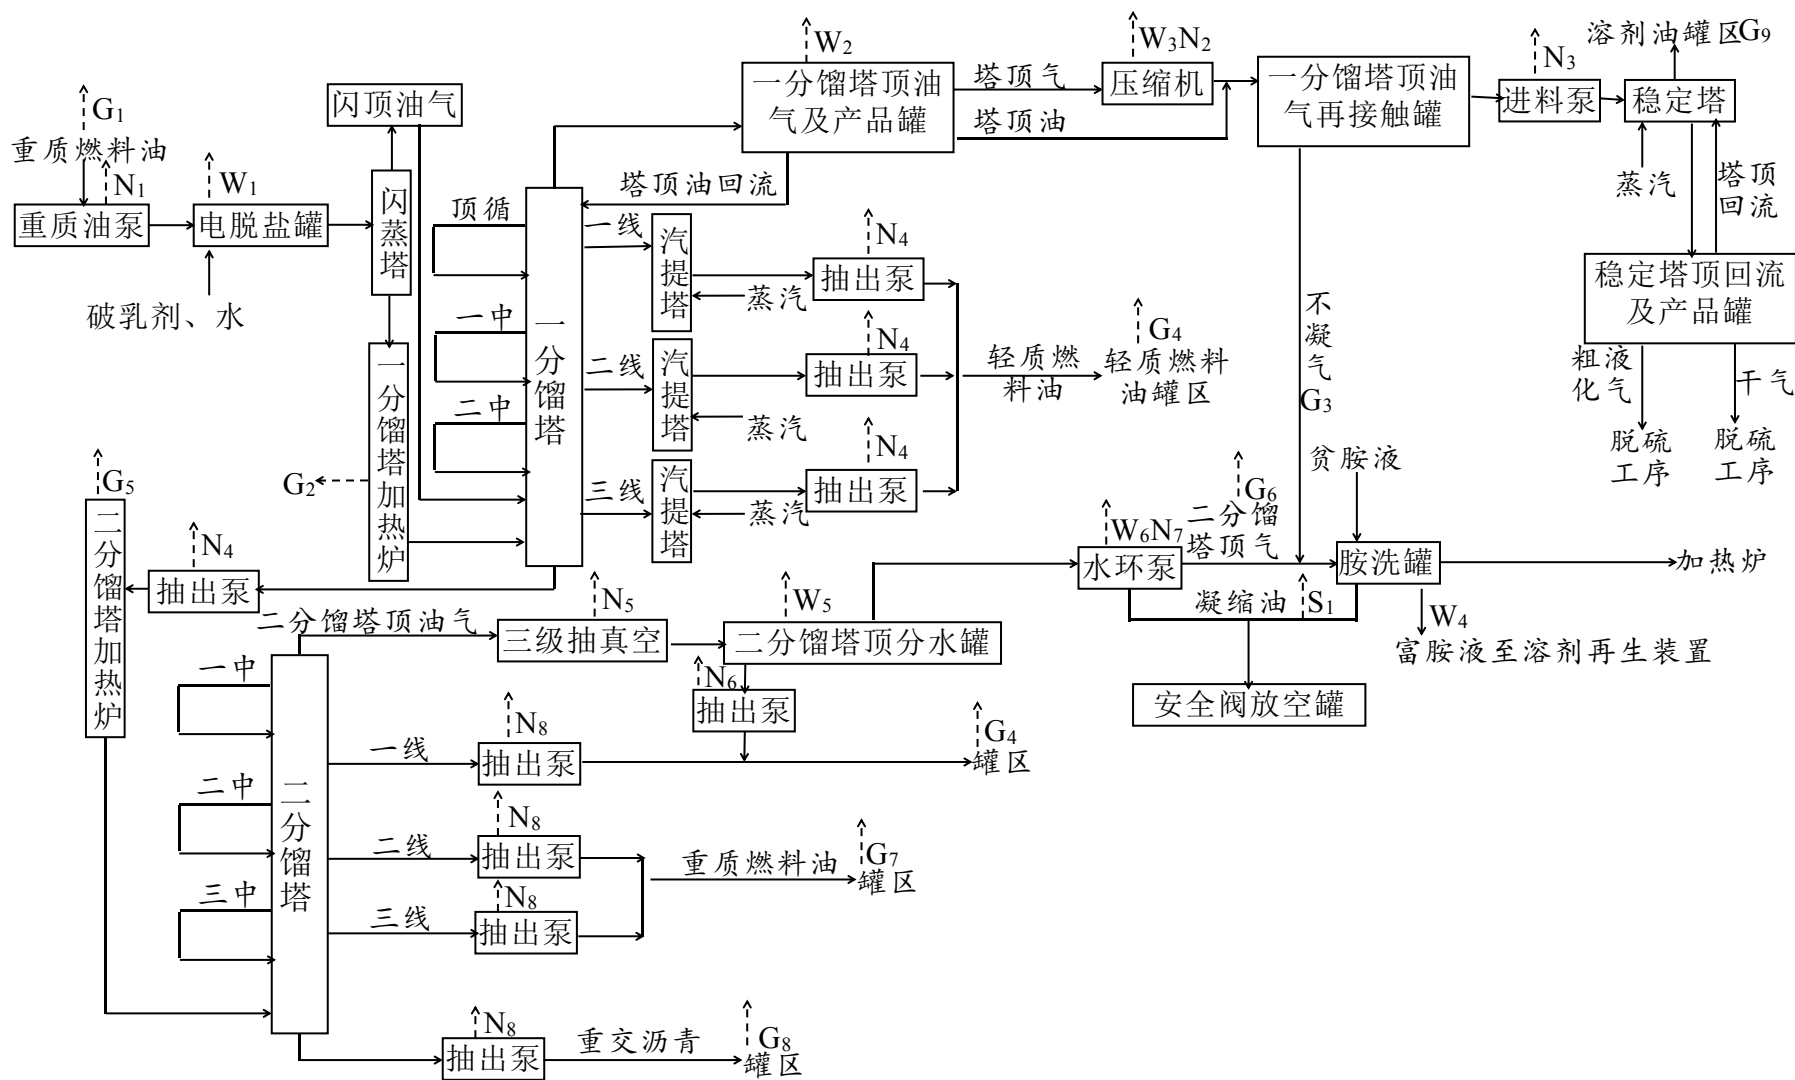 溶剂油罐区G9
W2
W3N2
N3
一分馏塔顶油
气及产品罐
塔顶气
塔顶油
压缩机
一分馏塔顶油
气再接触罐
进料泵
稳定塔
闪顶油气
G1
重质燃料油
N1
W1
重质油泵
电脱盐罐
闪蒸塔
破乳剂、水
塔顶油回流
蒸汽
塔顶
回流
顶循
一中
二中
一分馏塔
一线
二线
三线
汽提塔
汽提塔
汽提塔
蒸汽
蒸汽
蒸汽
N4
抽出泵
N4
抽出泵
N4
抽出泵
轻质燃
料油
G4
轻质燃料
油罐区
不凝气
G3
稳定塔顶回流
及产品罐
粗液
化气
干气
脱硫
工序
脱硫
工序
一分馏塔加热炉
G2
G5
二分馏塔加热炉
N4
抽出泵
贫胺液
G6
二分馏
塔顶气
W6N7
水环泵
胺洗罐
加热炉
凝缩油
S1
W4
富胺液至溶剂再生装置
安全阀放空罐
二分馏塔顶油气
N5
三级抽真空
W5
二分馏塔顶分水罐
N6
抽出泵
一中
二中
三中
二分馏塔
一线
N8
抽出泵
G4
罐区
二线
N8
抽出泵
三线
N8
抽出泵
重质燃料油
G7
罐区
N8
抽出泵
重交沥青
G8
罐区